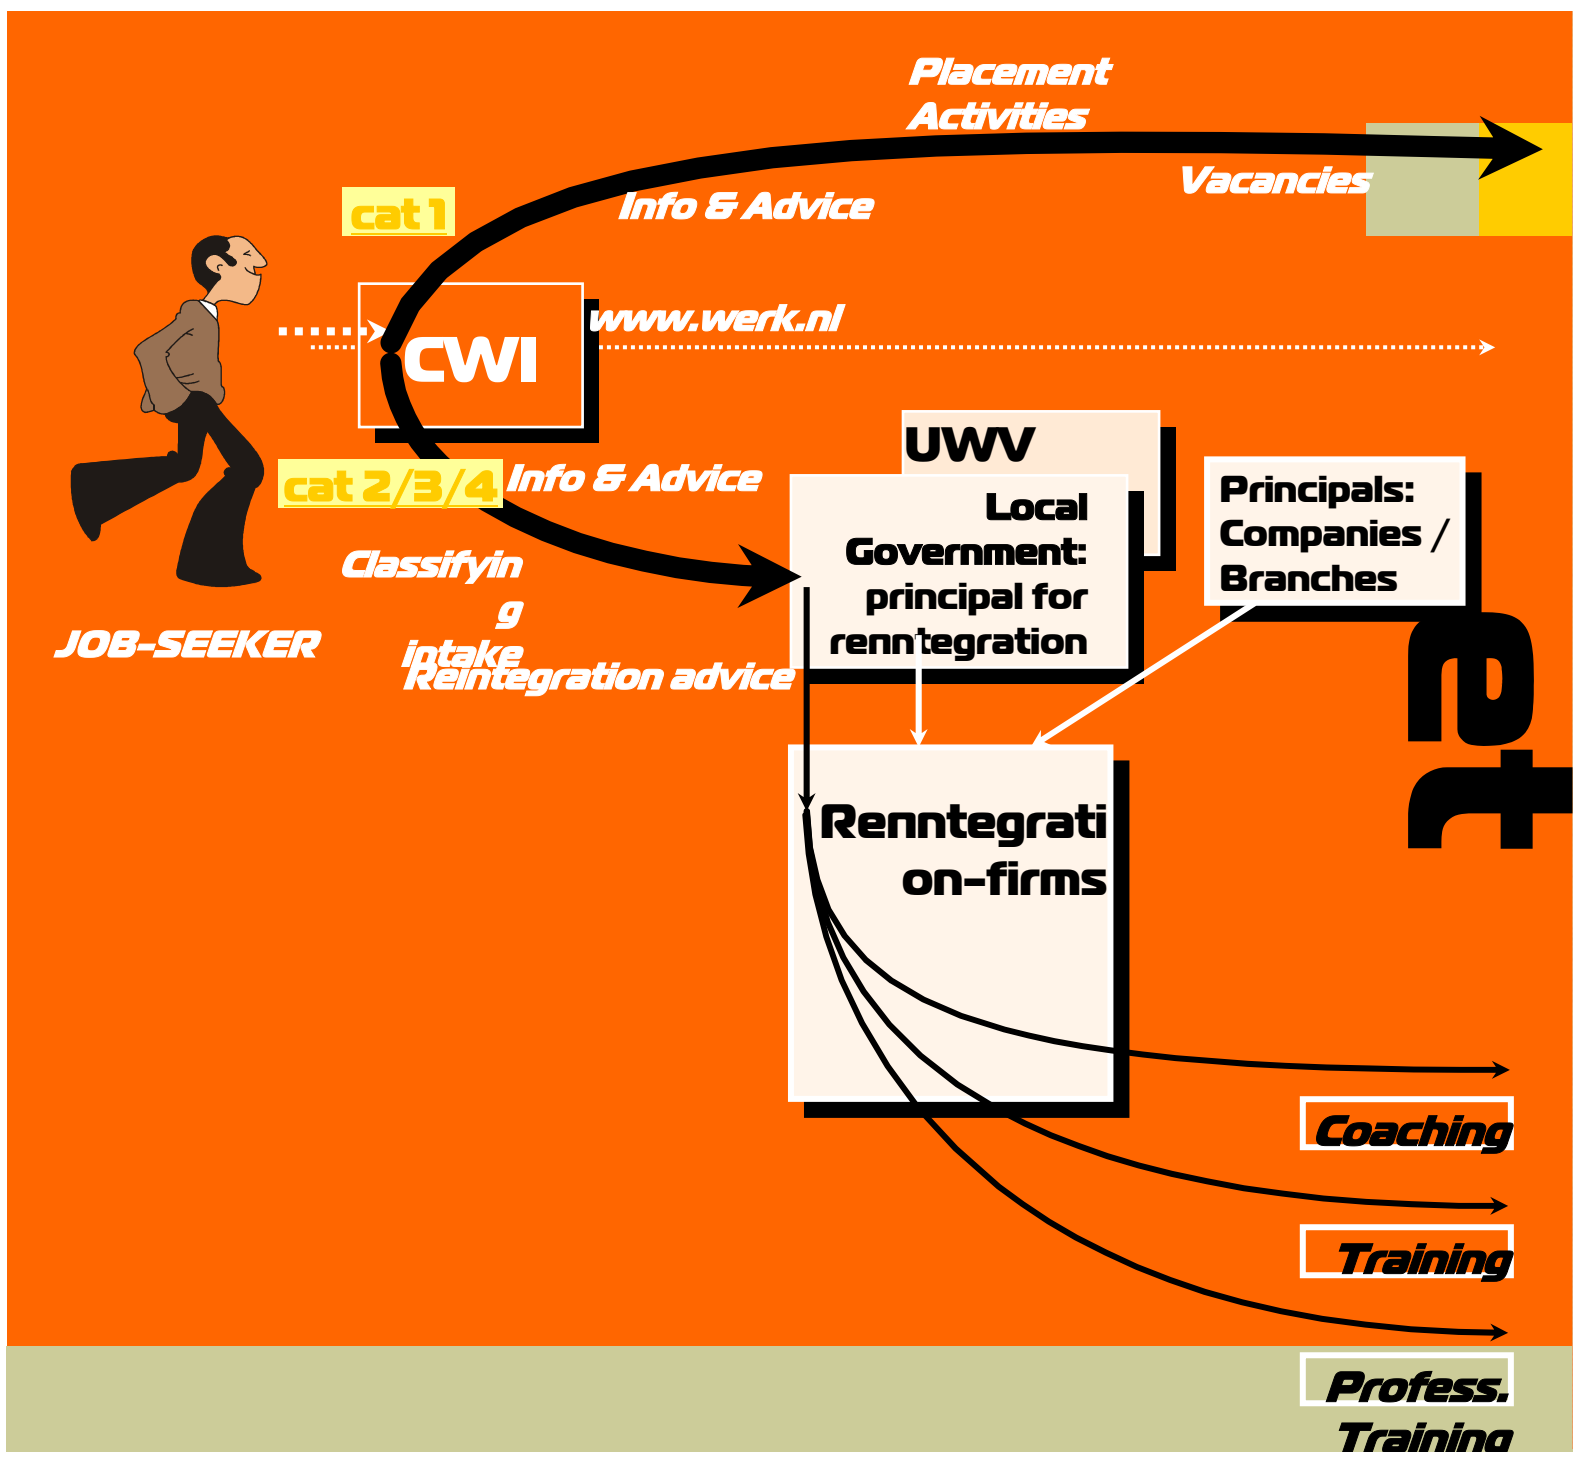 Placement
Activities
Vacancies
Info & Advice
cat 1
www.werk.nl
CWI
UWV
Local
Government:
principal for
renntegration
Principals:
Companies /
Branches
cat 2/3/4
Info & Advice
Classifyin
g
intake
JOB-SEEKER
Reintegration advice
et
Renntegrati
on-firms
Coaching
Training
Profess.
Training